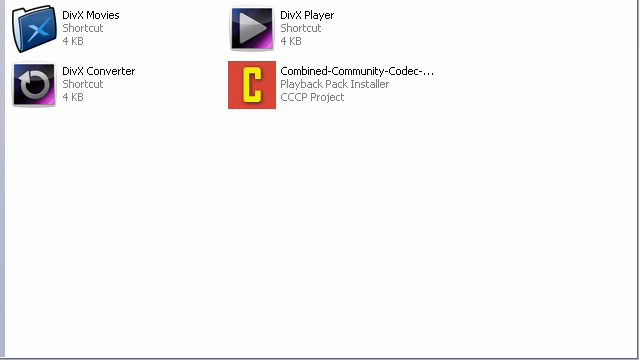 DivX Movies
Shortcut
4 KB
DivX Player
Shortcut
4 KB
DivX Converter
Shortcut
4 KB
Combined-Community-Codec-...
Playback Pack Installer
CCCP Project